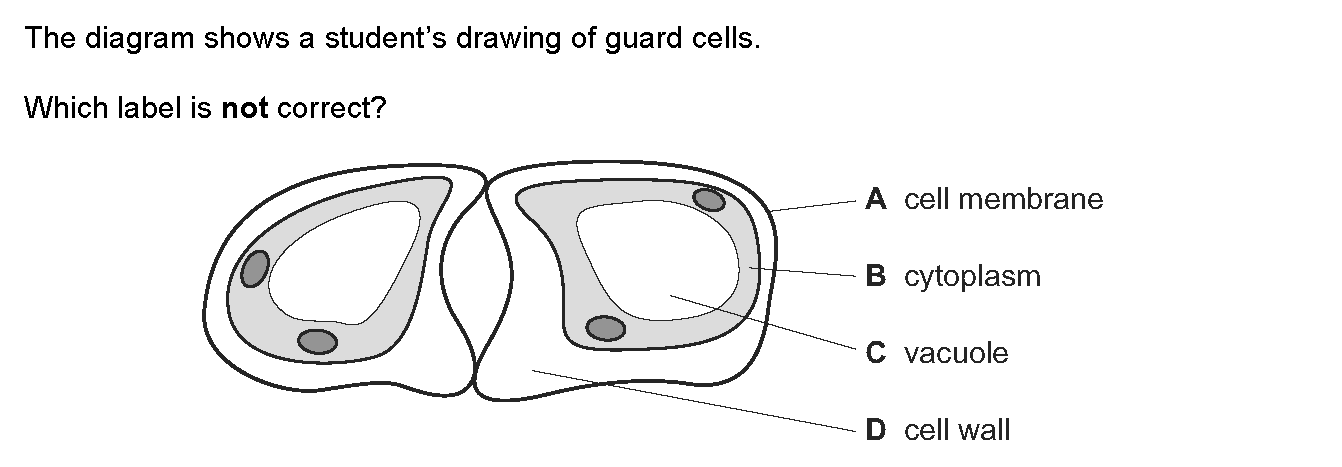 The diagram shows a student’s drawing of guard cells.
Which label is not correct?
A cell membrane
B cytoplasm
C vacuole
D cell wall